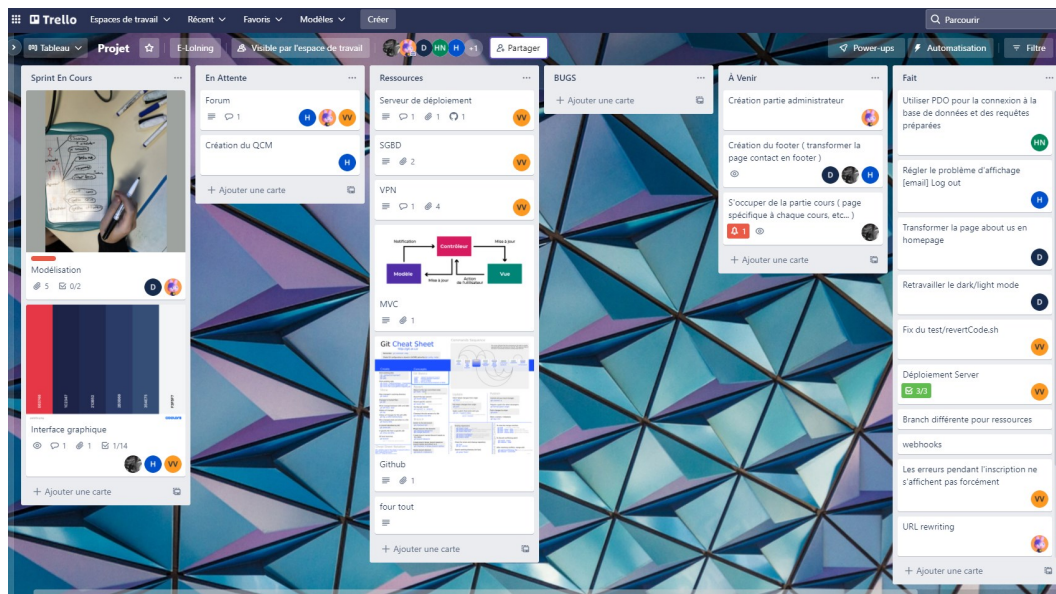 Trello
Espaces de travail
Récent
Favoris
Modèles
Créer
Parcourir
Tableau
Projet
E-Lolning
Visible par l'espace de travail
D
HN
H
+1
Partager
Power-ups
Automatisation
Filtre
Sprint En Cours
Modélisation
5
0/2
D
Interface graphique
1
1
1/14
H
VV
+ Ajouter une carte
En Attente
Forum
1
H
VV
Création du QCM
H
+ Ajouter une carte
Ressources
Serveur de déploiement
1
1
1
VV
SGBD
2
VV
VPN
1
4
VV
Notification
Contrôleur
Mise à jour
Modèle
Mise à jour
Action
de l'utilisateur
Vue
MVC
1
Git Cheat Sheet
Github
1
four tout
+ Ajouter une carte
BUGS
+ Ajouter une carte
À Venir
Création partie administrateur
Création du footer ( transformer la
page contact en footer )
D
H
S'occuper de la partie cours ( page
spécifique à chaque cours, etc... )
1
+ Ajouter une carte
Fait
Utiliser PDO pour la connexion à la
base de données et des requêtes
préparées
HN
Régler le problème d'affichage
[email] Log out
H
Transformer la page about us en
homepage
D
Retravailler le dark/light mode
D
Fix du test/revertCode.sh
VV
Déploiement Server
3/3
VV
Branch différente pour ressources
webhooks
Les erreurs pendant l'inscription ne
s'affichent pas forcément
VV
URL rewriting
+ Ajouter une carte